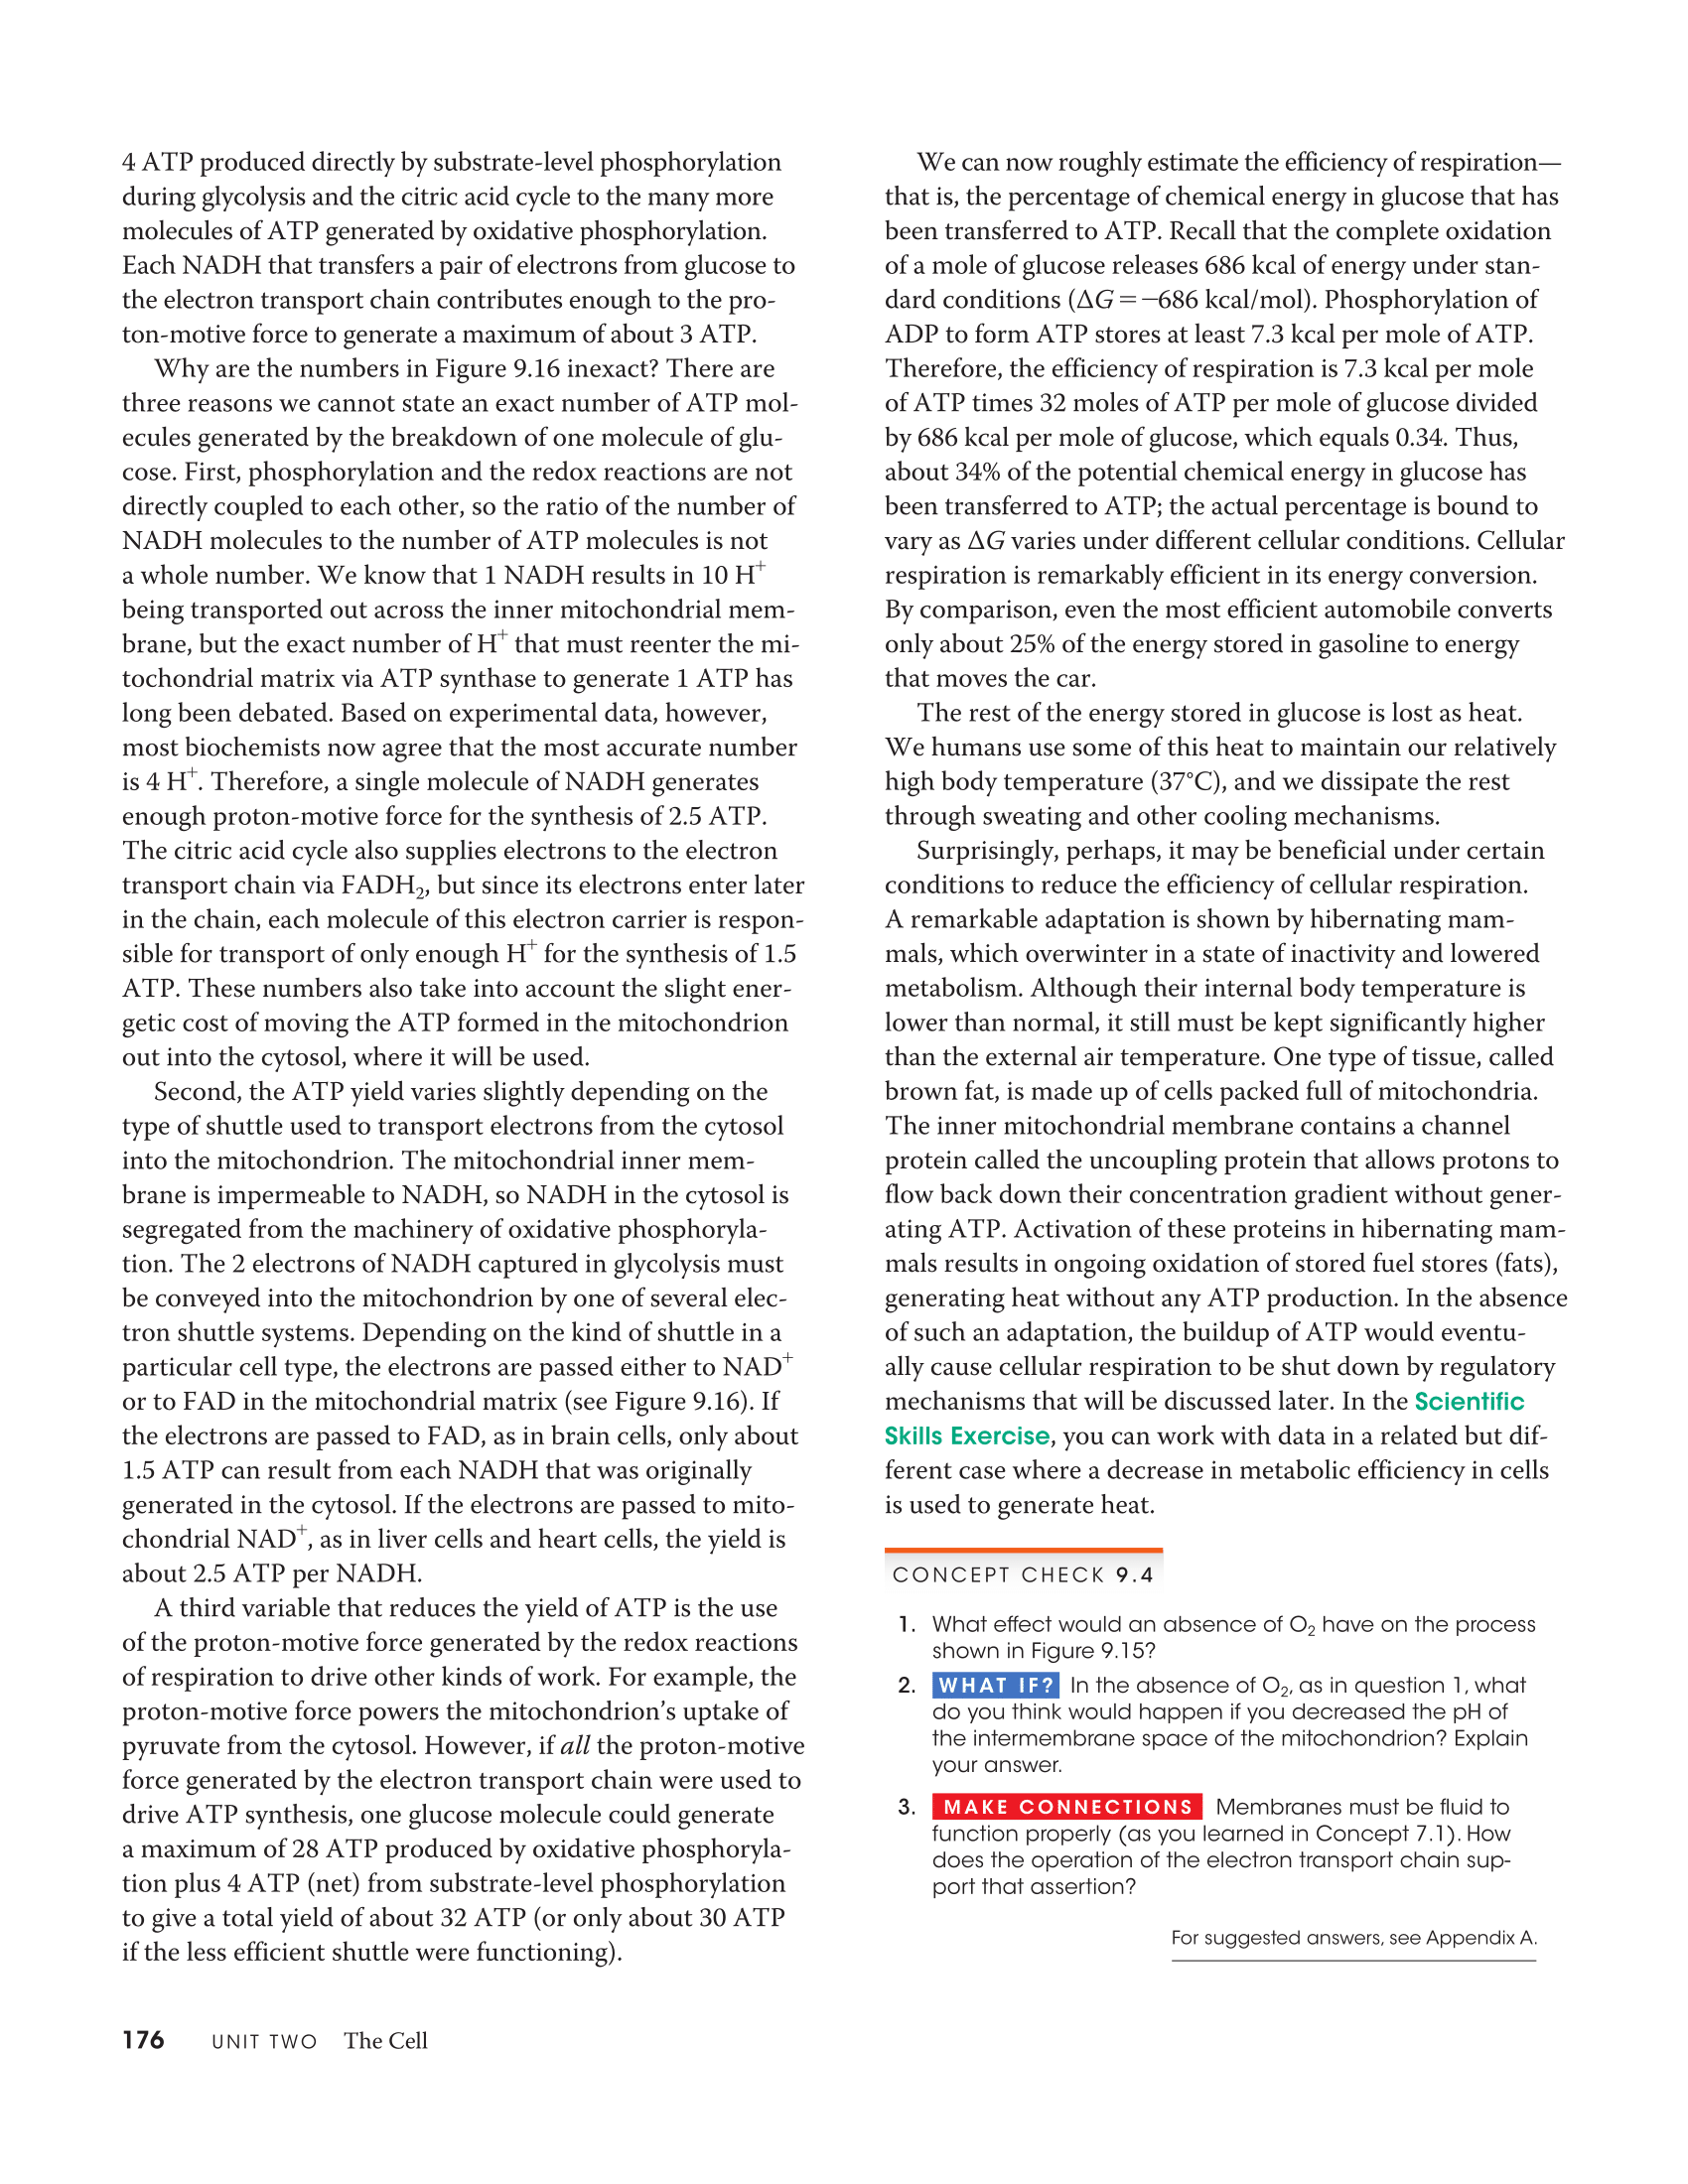 4 ATP produced directly by substrate-level phosphorylation
during glycolysis and the citric acid cycle to the many more
molecules of ATP generated by oxidative phosphorylation.
Each NADH that transfers a pair of electrons from glucose to
the electron transport chain contributes enough to the pro-
ton-motive force to generate a maximum of about 3 ATP.
Why are the numbers in Figure 9.16 inexact? There are
three reasons we cannot state an exact number of ATP mol-
ecules generated by the breakdown of one molecule of glu-
cose. First, phosphorylation and the redox reactions are not
directly coupled to each other, so the ratio of the number of
NADH molecules to the number of ATP molecules is not
a whole number. We know that 1 NADH results in 10 H⁺
being transported out across the inner mitochondrial mem-
brane, but the exact number of H⁺ that must reenter the mi-
tochondrial matrix via ATP synthase to generate 1 ATP has
long been debated. Based on experimental data, however,
most biochemists now agree that the most accurate number
is 4 H⁺. Therefore, a single molecule of NADH generates
enough proton-motive force for the synthesis of 2.5 ATP.
The citric acid cycle also supplies electrons to the electron
transport chain via FADH₂, but since its electrons enter later
in the chain, each molecule of this electron carrier is respon-
sible for transport of only enough H⁺ for the synthesis of 1.5
ATP. These numbers also take into account the slight ener-
getic cost of moving the ATP formed in the mitochondrion
out into the cytosol, where it will be used.
Second, the ATP yield varies slightly depending on the
type of shuttle used to transport electrons from the cytosol
into the mitochondrion. The mitochondrial inner mem-
brane is impermeable to NADH, so NADH in the cytosol is
segregated from the machinery of oxidative phosphoryla-
tion. The 2 electrons of NADH captured in glycolysis must
be conveyed into the mitochondrion by one of several elec-
tron shuttle systems. Depending on the kind of shuttle in a
particular cell type, the electrons are passed either to NAD⁺
or to FAD in the mitochondrial matrix (see Figure 9.16). If
the electrons are passed to FAD, as in brain cells, only about
1.5 ATP can result from each NADH that was originally
generated in the cytosol. If the electrons are passed to mito-
chondrial NAD⁺, as in liver cells and heart cells, the yield is
about 2.5 ATP per NADH.
A third variable that reduces the yield of ATP is the use
of the proton-motive force generated by the redox reactions
of respiration to drive other kinds of work. For example, the
proton-motive force powers the mitochondrion’s uptake of
pyruvate from the cytosol. However, if all the proton-motive
force generated by the electron transport chain were used to
drive ATP synthesis, one glucose molecule could generate
a maximum of 28 ATP produced by oxidative phosphoryla-
tion plus 4 ATP (net) from substrate-level phosphorylation
to give a total yield of about 32 ATP (or only about 30 ATP
if the less efficient shuttle were functioning).
We can now roughly estimate the efficiency of respiration—
that is, the percentage of chemical energy in glucose that has
been transferred to ATP. Recall that the complete oxidation
of a mole of glucose releases 686 kcal of energy under stan-
dard conditions (ΔG = −686 kcal/mol). Phosphorylation of
ADP to form ATP stores at least 7.3 kcal per mole of ATP.
Therefore, the efficiency of respiration is 7.3 kcal per mole
of ATP times 32 moles of ATP per mole of glucose divided
by 686 kcal per mole of glucose, which equals 0.34. Thus,
about 34% of the potential chemical energy in glucose has
been transferred to ATP; the actual percentage is bound to
vary as ΔG varies under different cellular conditions. Cellular
respiration is remarkably efficient in its energy conversion.
By comparison, even the most efficient automobile converts
only about 25% of the energy stored in gasoline to energy
that moves the car.
The rest of the energy stored in glucose is lost as heat.
We humans use some of this heat to maintain our relatively
high body temperature (37°C), and we dissipate the rest
through sweating and other cooling mechanisms.
Surprisingly, perhaps, it may be beneficial under certain
conditions to reduce the efficiency of cellular respiration.
A remarkable adaptation is shown by hibernating mam-
mals, which overwinter in a state of inactivity and lowered
metabolism. Although their internal body temperature is
lower than normal, it still must be kept significantly higher
than the external air temperature. One type of tissue, called
brown fat, is made up of cells packed full of mitochondria.
The inner mitochondrial membrane contains a channel
protein called the uncoupling protein that allows protons to
flow back down their concentration gradient without gener-
ating ATP. Activation of these proteins in hibernating mam-
mals results in ongoing oxidation of stored fuel stores (fats),
generating heat without any ATP production. In the absence
of such an adaptation, the buildup of ATP would eventu-
ally cause cellular respiration to be shut down by regulatory
mechanisms that will be discussed later. In the Scientific
Skills Exercise, you can work with data in a related but dif-
ferent case where a decrease in metabolic efficiency in cells
is used to generate heat.
CONCEPT CHECK 9.4
1. What effect would an absence of O₂ have on the process
shown in Figure 9.15?
2. WHAT IF? In the absence of O₂, as in question 1, what
do you think would happen if you decreased the pH of
the intermembrane space of the mitochondrion? Explain
your answer.
3. MAKE CONNECTIONS Membranes must be fluid to
function properly (as you learned in Concept 7.1). How
does the operation of the electron transport chain sup-
port that assertion?
For suggested answers, see Appendix A.
176 UNIT TWO The Cell